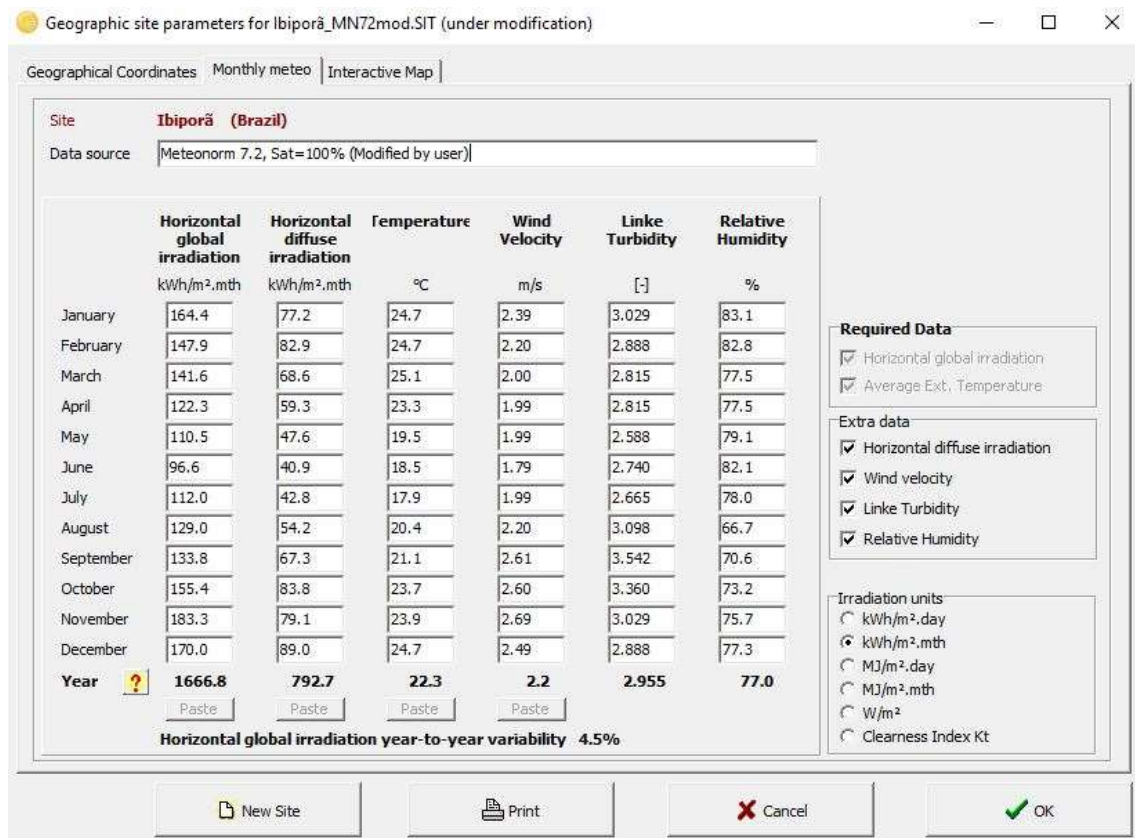 Geographic site parameters for Ibiporã_MN72mod.SIT (under modification)
Geographical Coordinates Monthly meteo Interactive Map
Site Ibiporã (Brazil)
Data source Meteonorm 7.2, Sat=100% (Modified by user)
Horizontal global irradiation Horizontal diffuse irradiation Temperature Wind Velocity Linke Turbidity Relative Humidity
kWh/m².mth kWh/m².mth °C m/s [-] %
January 164.4 77.2 24.7 2.39 3.029 83.1
February 147.9 82.9 24.7 2.20 2.888 82.8
March 141.6 68.6 25.1 2.00 2.815 77.5
April 122.3 59.3 23.3 1.99 2.815 77.5
May 110.5 47.6 19.5 1.99 2.588 79.1
June 96.6 40.9 18.5 1.79 2.740 82.1
July 112.0 42.8 17.9 1.99 2.665 78.0
August 129.0 54.2 20.4 2.20 3.098 66.7
September 133.8 67.3 21.1 2.61 3.542 70.6
October 155.4 83.8 23.7 2.60 3.360 73.2
November 183.3 79.1 23.9 2.69 3.029 75.7
December 170.0 89.0 24.7 2.49 2.888 77.3
Year ? 1666.8 792.7 22.3 2.2 2.955 77.0
Paste Paste Paste Paste
Horizontal global irradiation year-to-year variability 4.5%
Required Data
Horizontal global irradiation
Average Ext. Temperature
Extra data
Horizontal diffuse irradiation
Wind velocity
Linke Turbidity
Relative Humidity
Irradiation units
kWh/m².day
kWh/m².mth
MJ/m².day
MJ/m².mth
W/m²
Clearness Index Kt
New Site Print Cancel OK